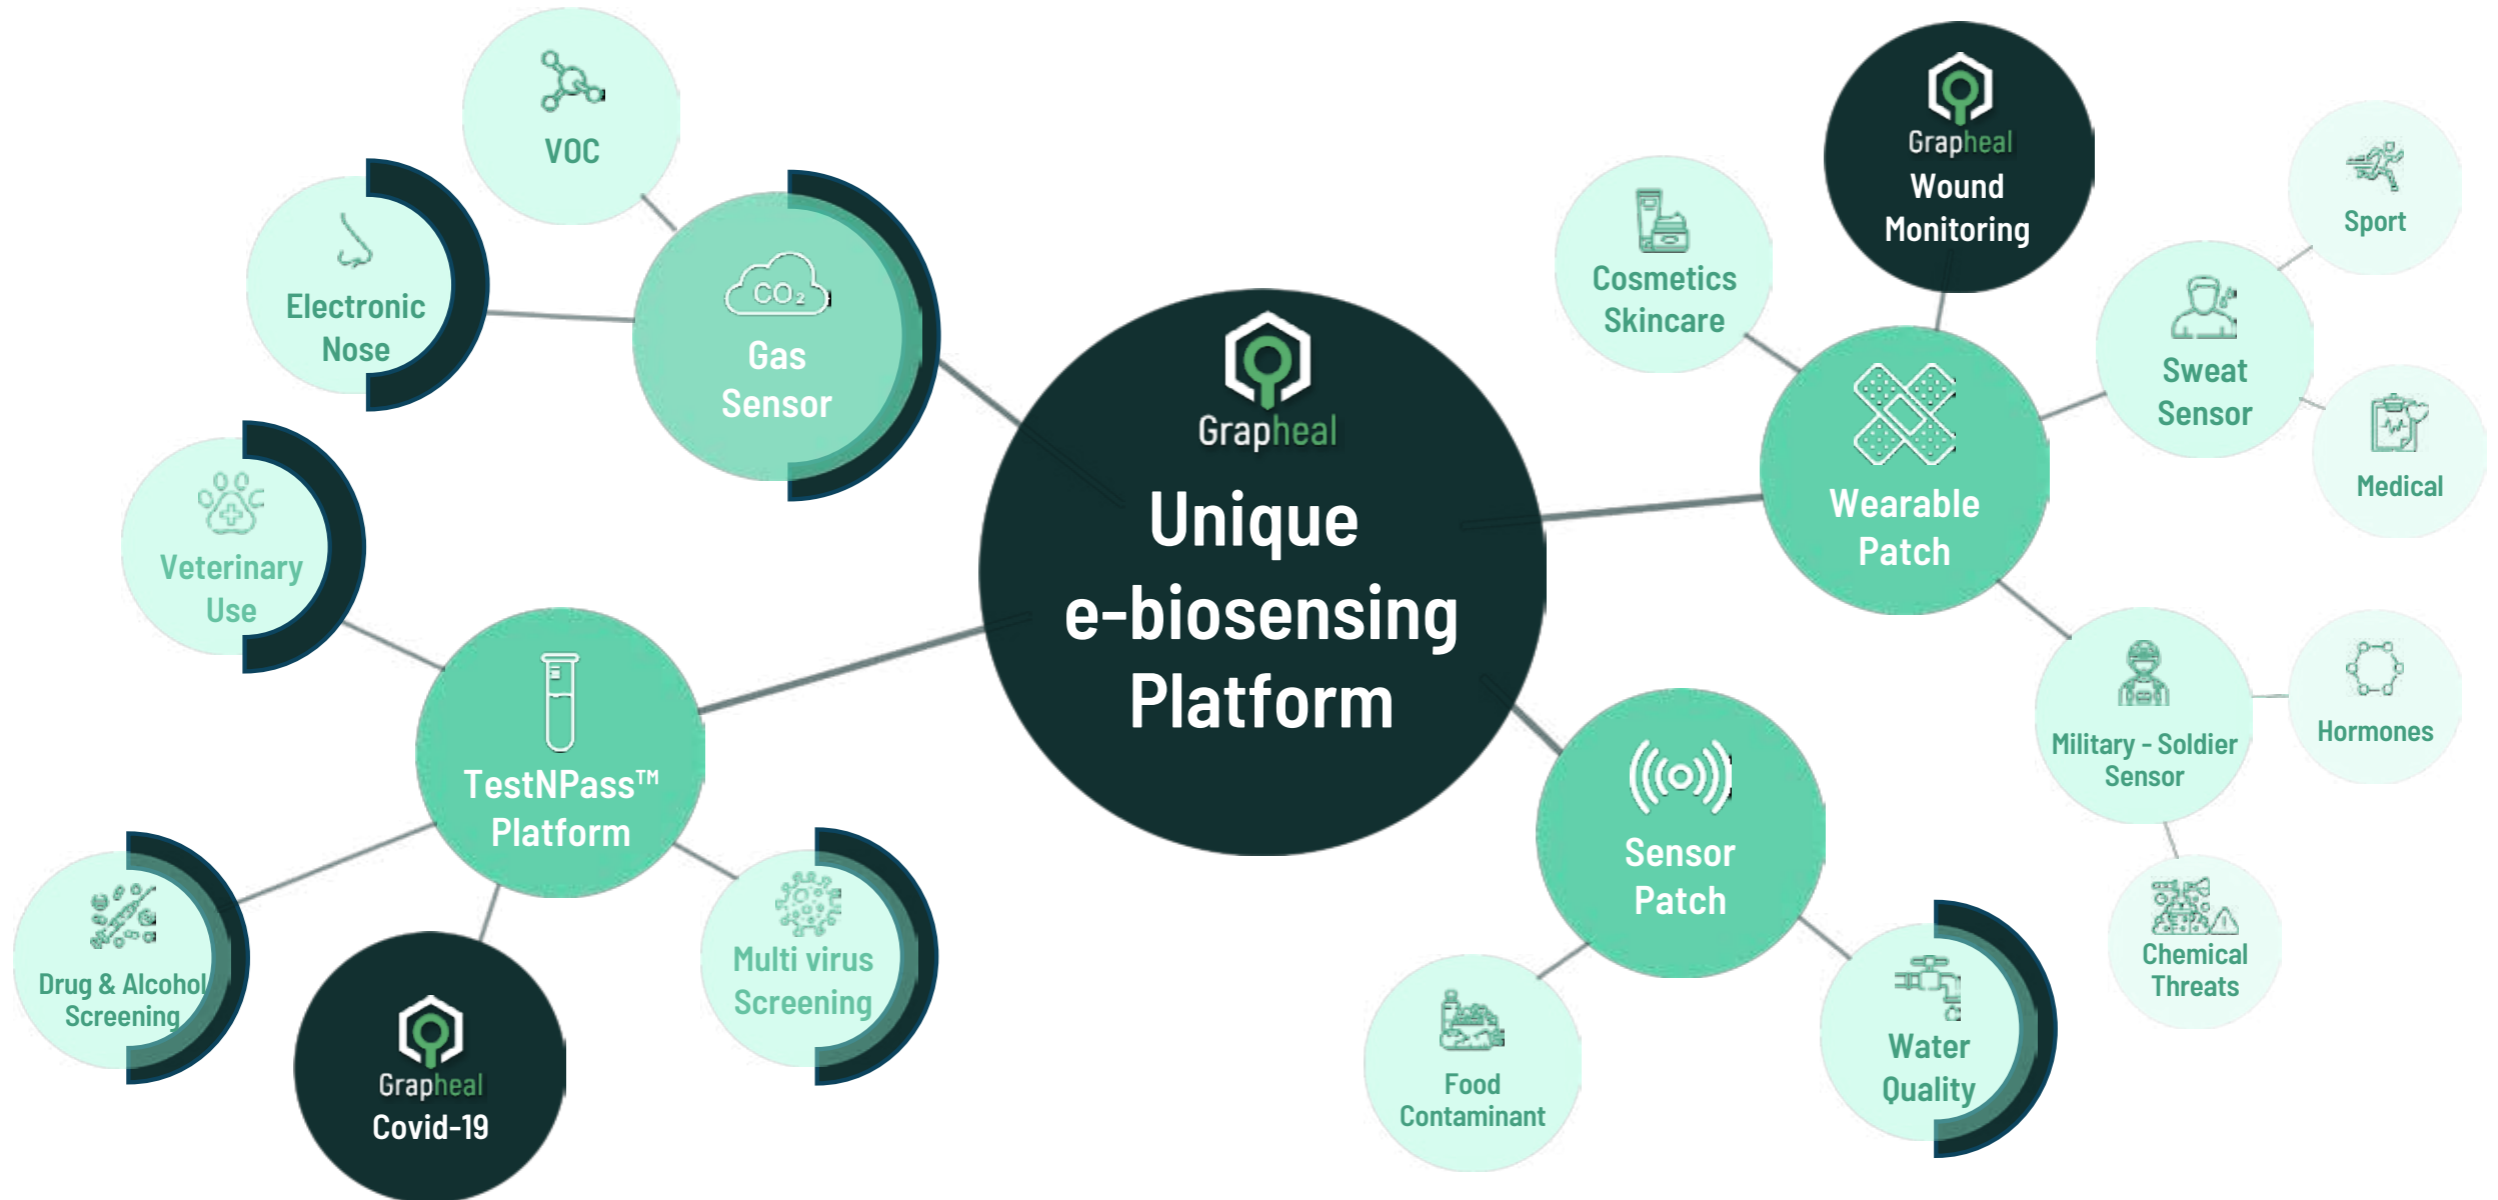 VOC
Electronic
Nose
CO₂
Gas
Sensor
Veterinary
Use
TestNPass™
Platform
Drug & Alcohol
Screening
Grapheal
Covid-19
Multi virus
Screening
Grapheal
Unique
e-biosensing
Platform
Grapheal
Wound
Monitoring
Cosmetics
Skincare
Wearable
Patch
Sweat
Sensor
Sport
Medical
Military - Soldier
Sensor
Hormones
Chemical
Threats
Sensor
Patch
Food
Contaminant
Water
Quality